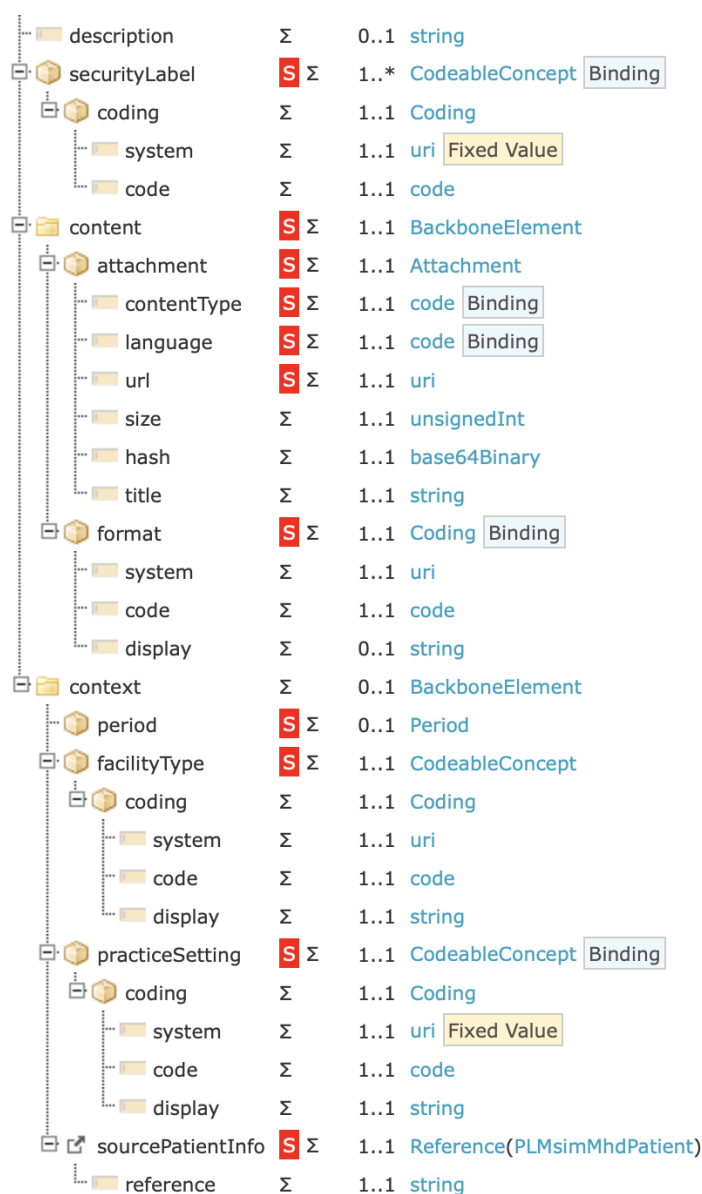 description Σ 0..1 string
securityLabel S Σ 1..* CodeableConcept Binding
coding Σ 1..1 Coding
system Σ 1..1 uri Fixed Value
code Σ 1..1 code
content S Σ 1..1 BackboneElement
attachment S Σ 1..1 Attachment
contentType S Σ 1..1 code Binding
language S Σ 1..1 code Binding
url S Σ 1..1 uri
size Σ 1..1 unsignedInt
hash Σ 1..1 base64Binary
title Σ 1..1 string
format S Σ 1..1 Coding Binding
system Σ 1..1 uri
code Σ 1..1 code
display Σ 0..1 string
context Σ 0..1 BackboneElement
period S Σ 0..1 Period
facilityType S Σ 1..1 CodeableConcept
coding Σ 1..1 Coding
system Σ 1..1 uri
code Σ 1..1 code
display Σ 1..1 string
practiceSetting S Σ 1..1 CodeableConcept Binding
coding Σ 1..1 Coding
system Σ 1..1 uri Fixed Value
code Σ 1..1 code
display Σ 1..1 string
sourcePatientInfo S Σ 1..1 Reference(PLMsimMhdPatient)
reference Σ 1..1 string